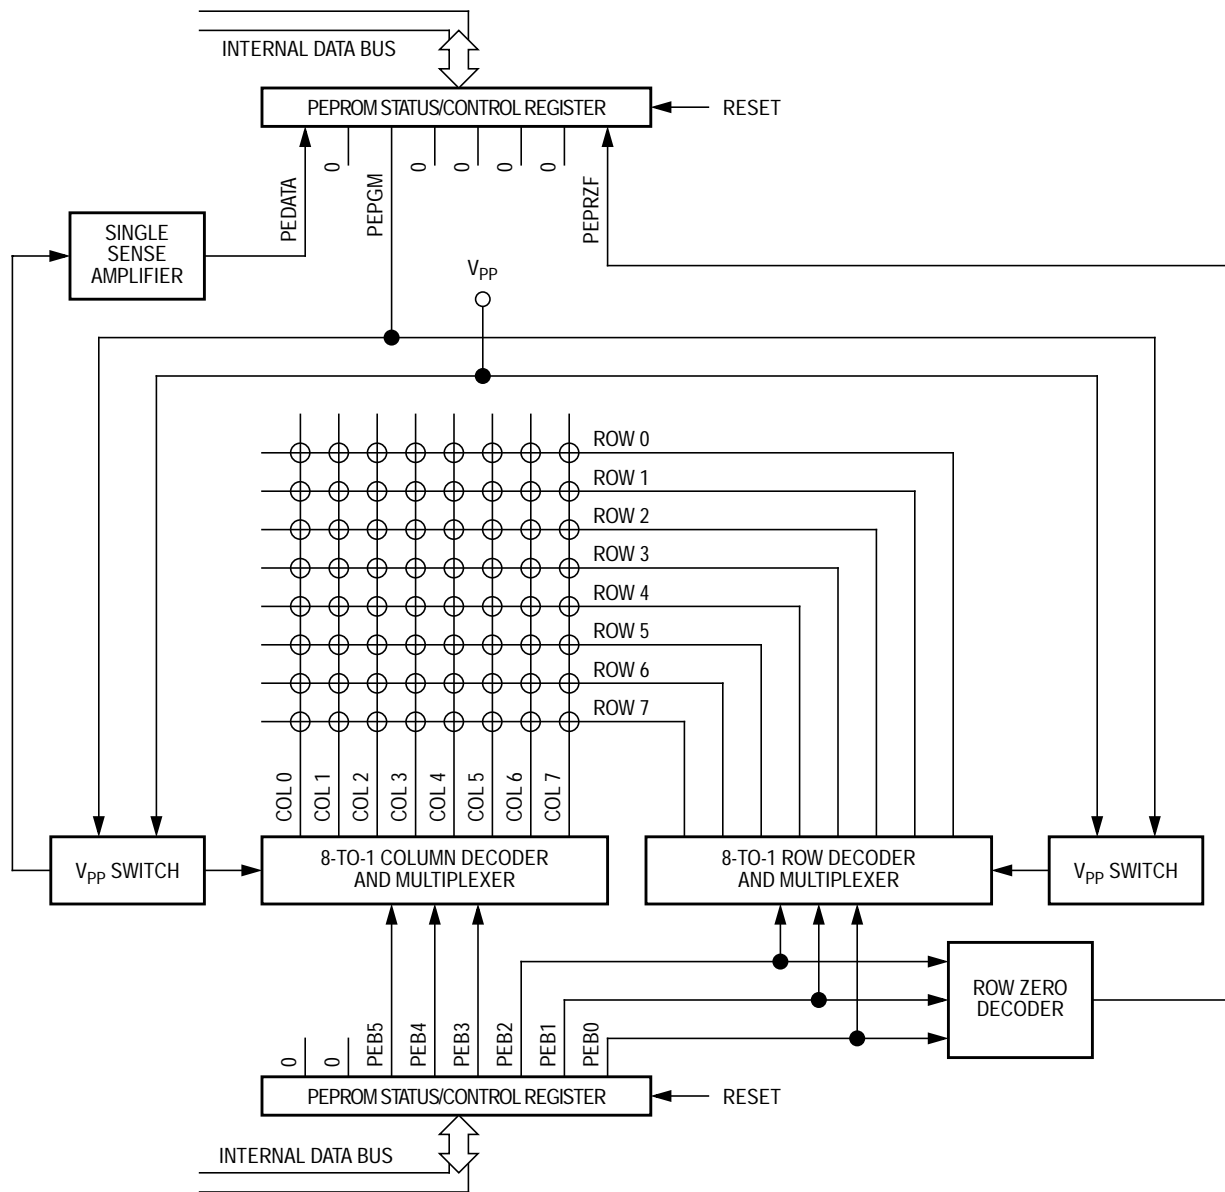 INTERNAL DATA BUS
PEPROM STATUS/CONTROL REGISTER
RESET
PEDATA
0
PEPGM
0
0
0
0
PEPRZF
SINGLE
SENSE
AMPLIFIER
VPP
ROW 0
ROW 1
ROW 2
ROW 3
ROW 4
ROW 5
ROW 6
ROW 7
COL 0
COL 1
COL 2
COL 3
COL 4
COL 5
COL 6
COL 7
VPP SWITCH
8-TO-1 COLUMN DECODER
AND MULTIPLEXER
8-TO-1 ROW DECODER
AND MULTIPLEXER
VPP SWITCH
ROW ZERO
DECODER
0
0
PEB5
PEB4
PEB3
PEB2
PEB1
PEB0
PEPROM STATUS/CONTROL REGISTER
RESET
INTERNAL DATA BUS